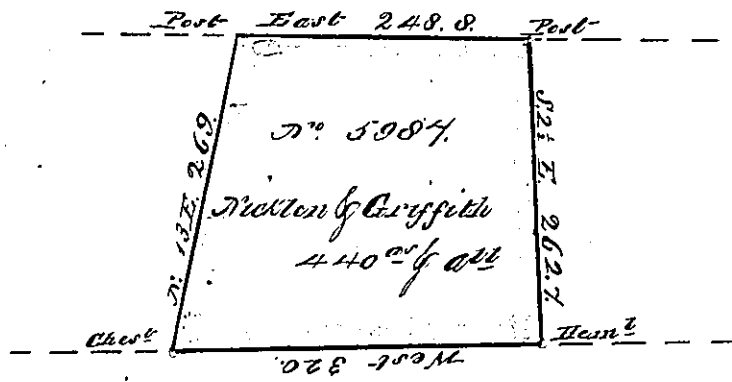 Post East 248.8. Post
N. 13 E. 269.
No. 5984.
S. 2½ E. 262.7.
Nicklin & Griffith
440 as & all
Chest Hem
West 320.